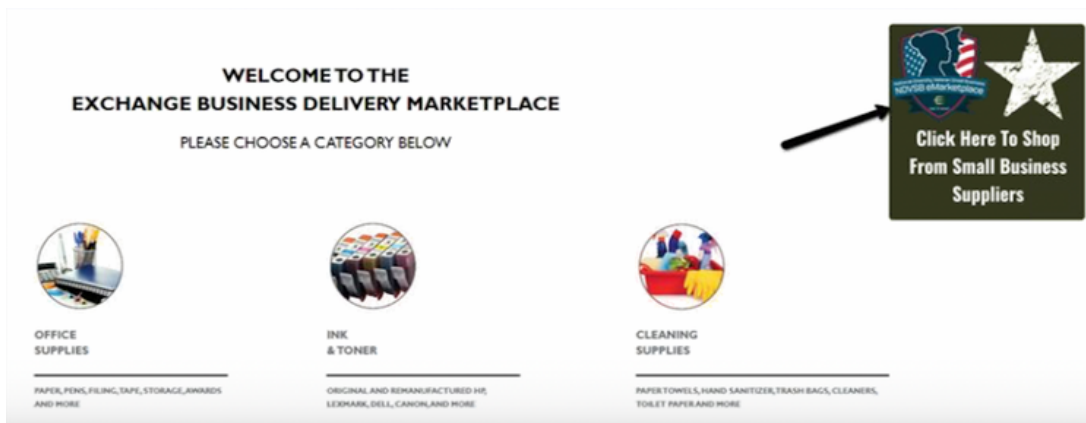 WELCOME TO THE
EXCHANGE BUSINESS DELIVERY MARKETPLACE
PLEASE CHOOSE A CATEGORY BELOW
NDVSB eMarketplace
Click Here To Shop
From Small Business
Suppliers
OFFICE
SUPPLIES
PAPER, PENS, FILING, TAPE, STORAGE, AWARDS
AND MORE
INK
& TONER
ORIGINAL AND REMANUFACTURED HP,
LEXMARK, DELL, CANON, AND MORE
CLEANING
SUPPLIES
PAPER TOWELS, HAND SANITIZER, TRASH BAGS, CLEANERS,
TOILET PAPER AND MORE